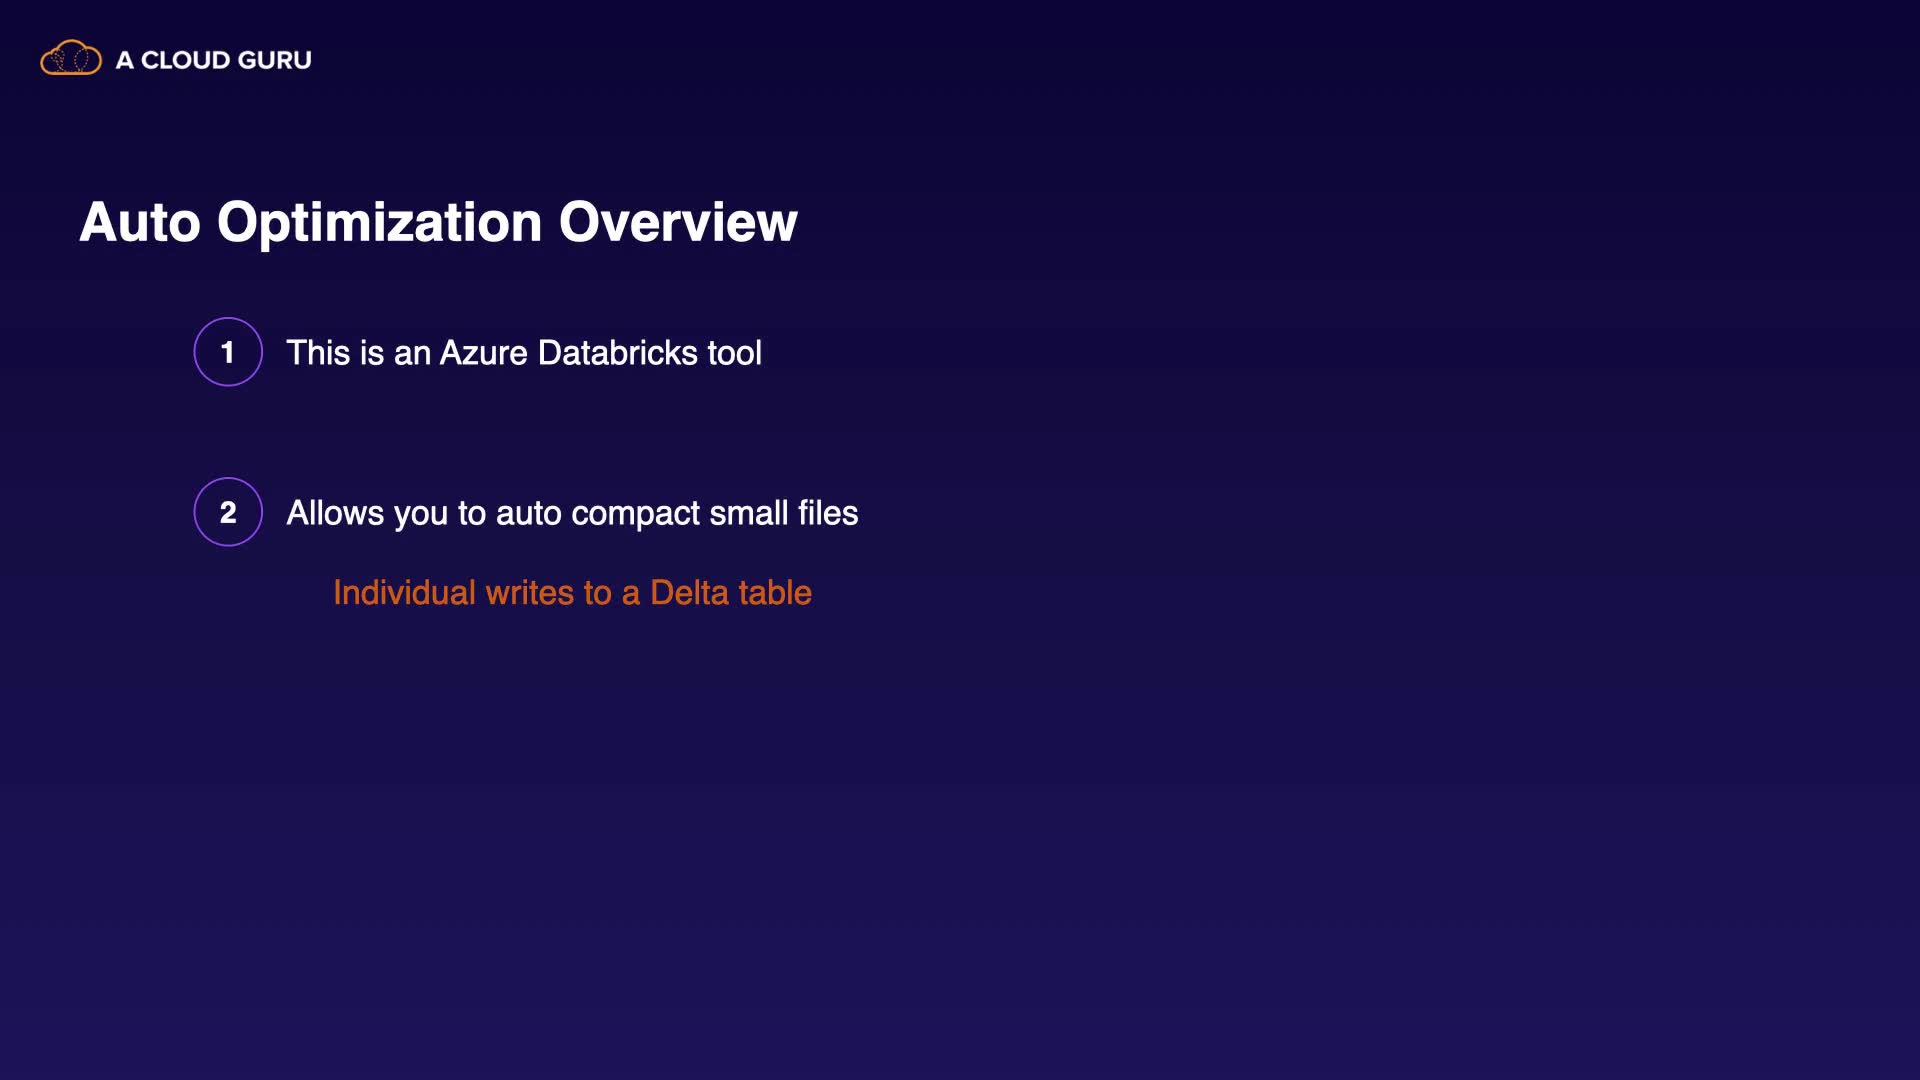 A CLOUD GURU
Auto Optimization Overview
1 This is an Azure Databricks tool
2 Allows you to auto compact small files
Individual writes to a Delta table